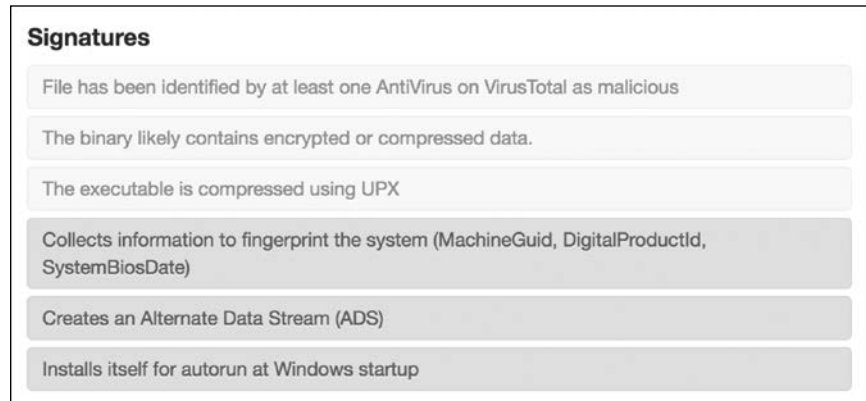 Signatures
File has been identified by at least one AntiVirus on VirusTotal as malicious
The binary likely contains encrypted or compressed data.
The executable is compressed using UPX
Collects information to fingerprint the system (MachineGuid, DigitalProductId,
SystemBiosDate)
Creates an Alternate Data Stream (ADS)
Installs itself for autorun at Windows startup